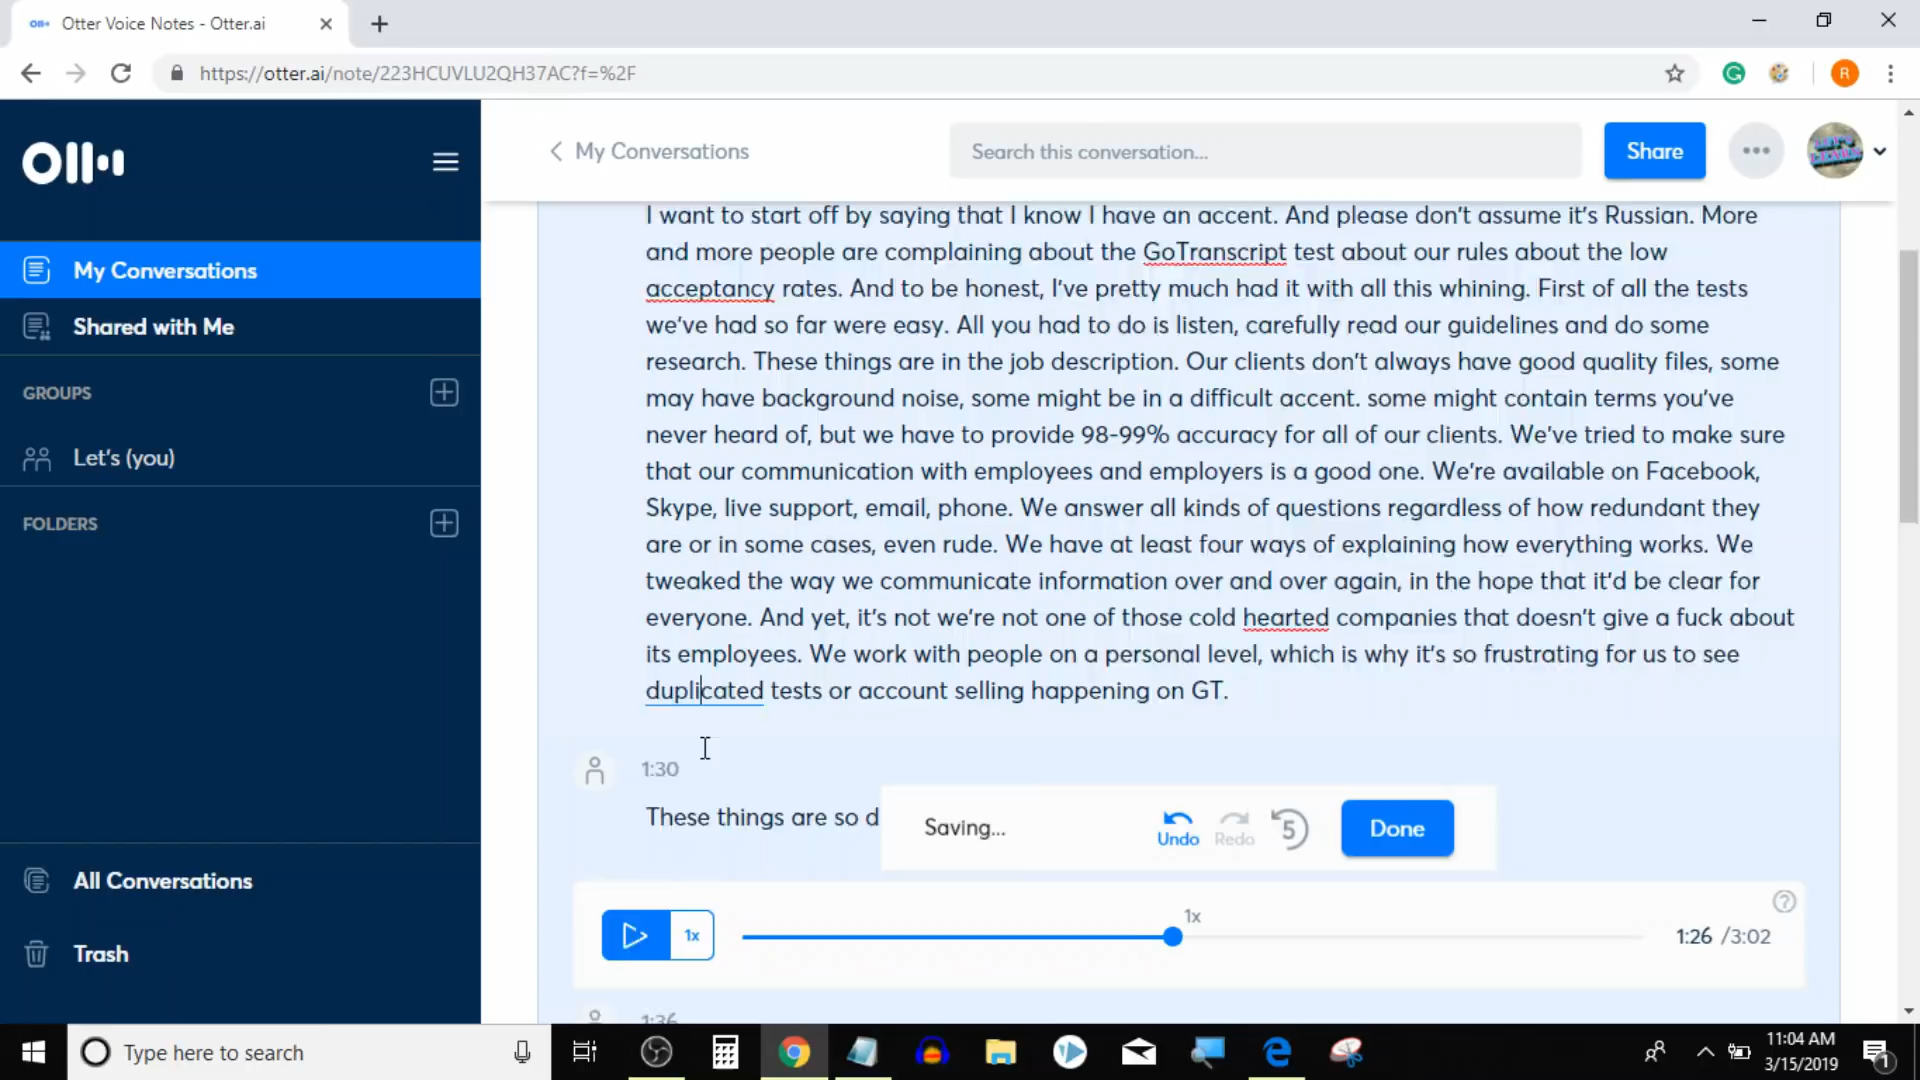 Otter Voice Notes - Otter.ai
https://otter.ai/note/223HCUVLU2QH37AC?f=%2F
R
My Conversations
Search this conversation...
Share
My Conversations
Shared with Me
GROUPS
Let's (you)
FOLDERS
All Conversations
Trash
I want to start off by saying that I know I have an accent. And please don't assume it's Russian. More
and more people are complaining about the GoTranscript test about our rules about the low
acceptancy rates. And to be honest, I've pretty much had it with all this whining. First of all the tests
we've had so far were easy. All you had to do is listen, carefully read our guidelines and do some
research. These things are in the job description. Our clients don't always have good quality files, some
may have background noise, some might be in a difficult accent. some might contain terms you've
never heard of, but we have to provide 98-99% accuracy for all of our clients. We've tried to make sure
that our communication with employees and employers is a good one. We're available on Facebook,
Skype, live support, email, phone. We answer all kinds of questions regardless of how redundant they
are or in some cases, even rude. We have at least four ways of explaining how everything works. We
tweaked the way we communicate information over and over again, in the hope that it'd be clear for
everyone. And yet, it's not we're not one of those cold hearted companies that doesn't give a fuck about
its employees. We work with people on a personal level, which is why it's so frustrating for us to see
duplicated tests or account selling happening on GT.
1:30
These things are so d
Saving...
Undo
Redo
5
Done
1x
1x
1:26 /3:02
1:36
Type here to search
11:04 AM
3/15/2019
1